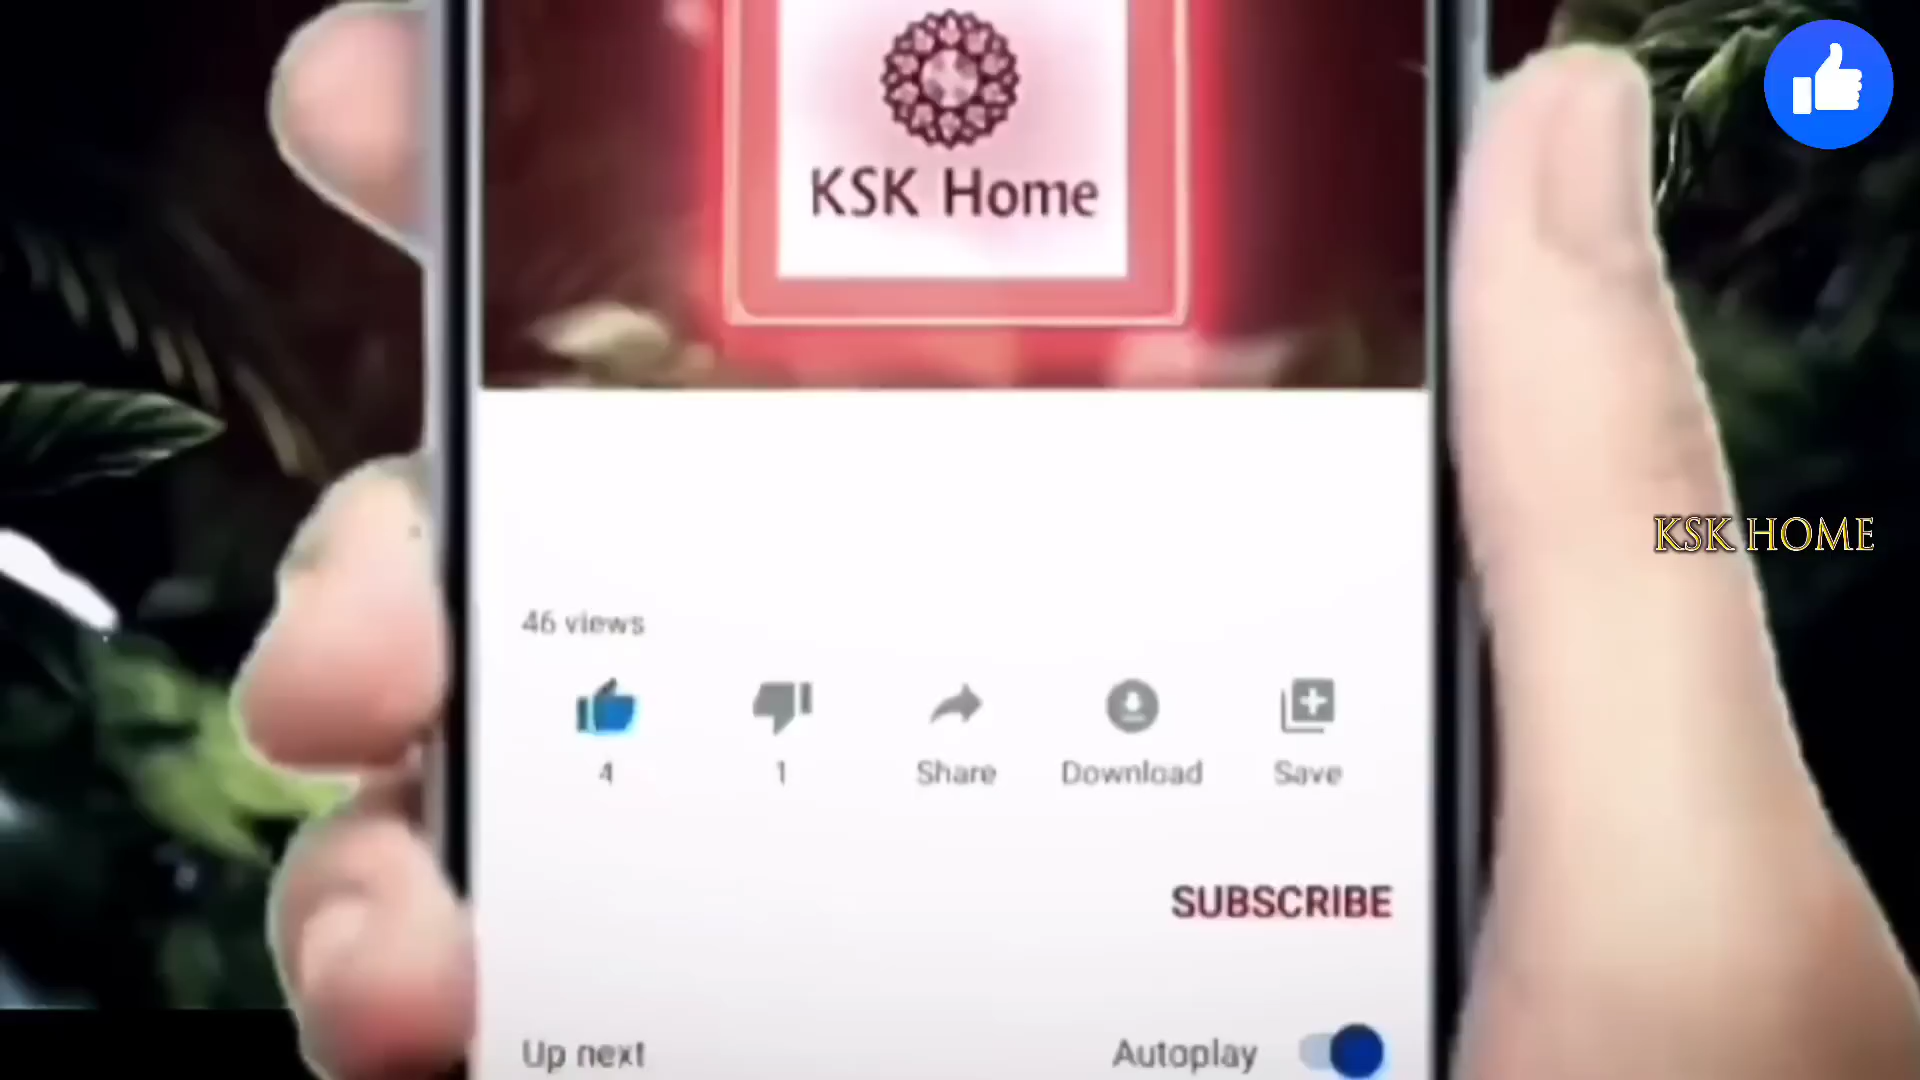 KSK Home
KSK HOME
46 views
4
1
Share
Download
Save
SUBSCRIBE
Up next
Autoplay